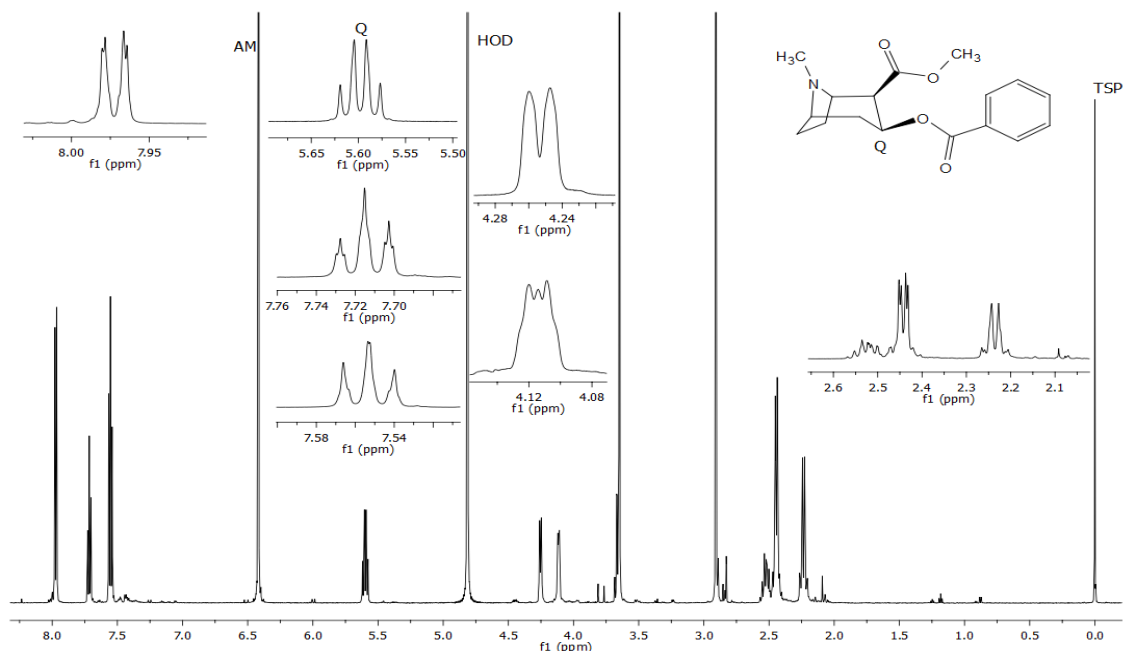 AM
Q
HOD
TSP
8.00 7.95
f1 (ppm)
5.65 5.60 5.55 5.50
f1 (ppm)
7.76 7.74 7.72 7.70
f1 (ppm)
7.58 7.54
f1 (ppm)
4.28 4.24
f1 (ppm)
4.12 4.08
f1 (ppm)
H3C
N
O
O
CH3
O
O
Q
2.6 2.5 2.4 2.3 2.2 2.1
f1 (ppm)
8.0 7.5 7.0 6.5 6.0 5.5 5.0 4.5 4.0 3.5 3.0 2.5 2.0 1.5 1.0 0.5 0.0
f1 (ppm)